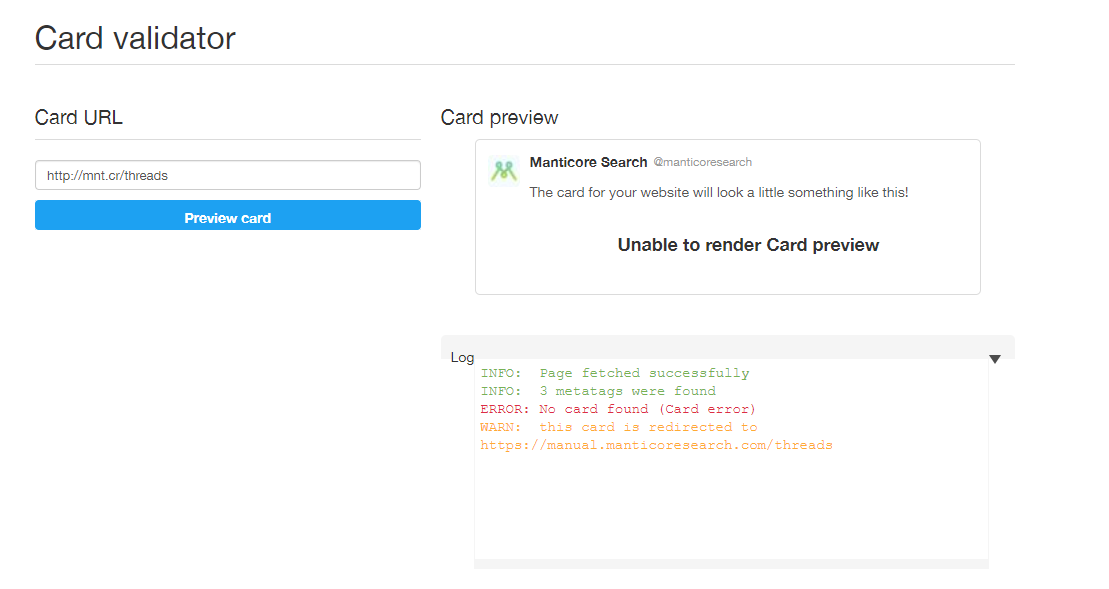 Card validator
Card URL
http://mnt.cr/threads
Preview card
Card preview
Manticore Search @manticoresearch
The card for your website will look a little something like this!
Unable to render Card preview
Log
INFO:  Page fetched successfully
INFO:  3 metatags were found
ERROR: No card found (Card error)
WARN:  this card is redirected to
https://manual.manticoresearch.com/threads